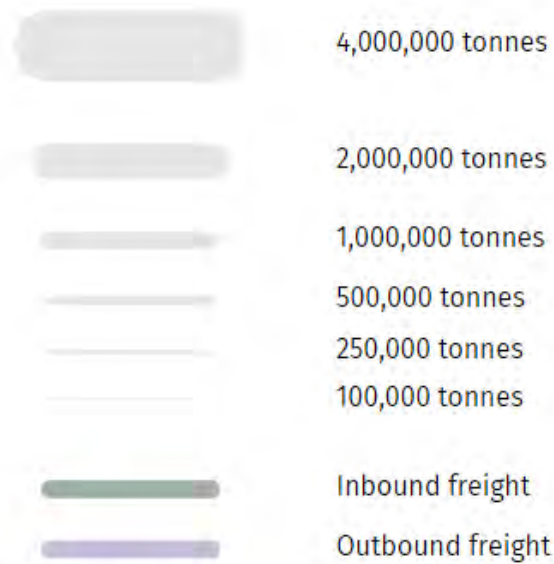 4,000,000 tonnes
2,000,000 tonnes
1,000,000 tonnes
500,000 tonnes
250,000 tonnes
100,000 tonnes
Inbound freight
Outbound freight